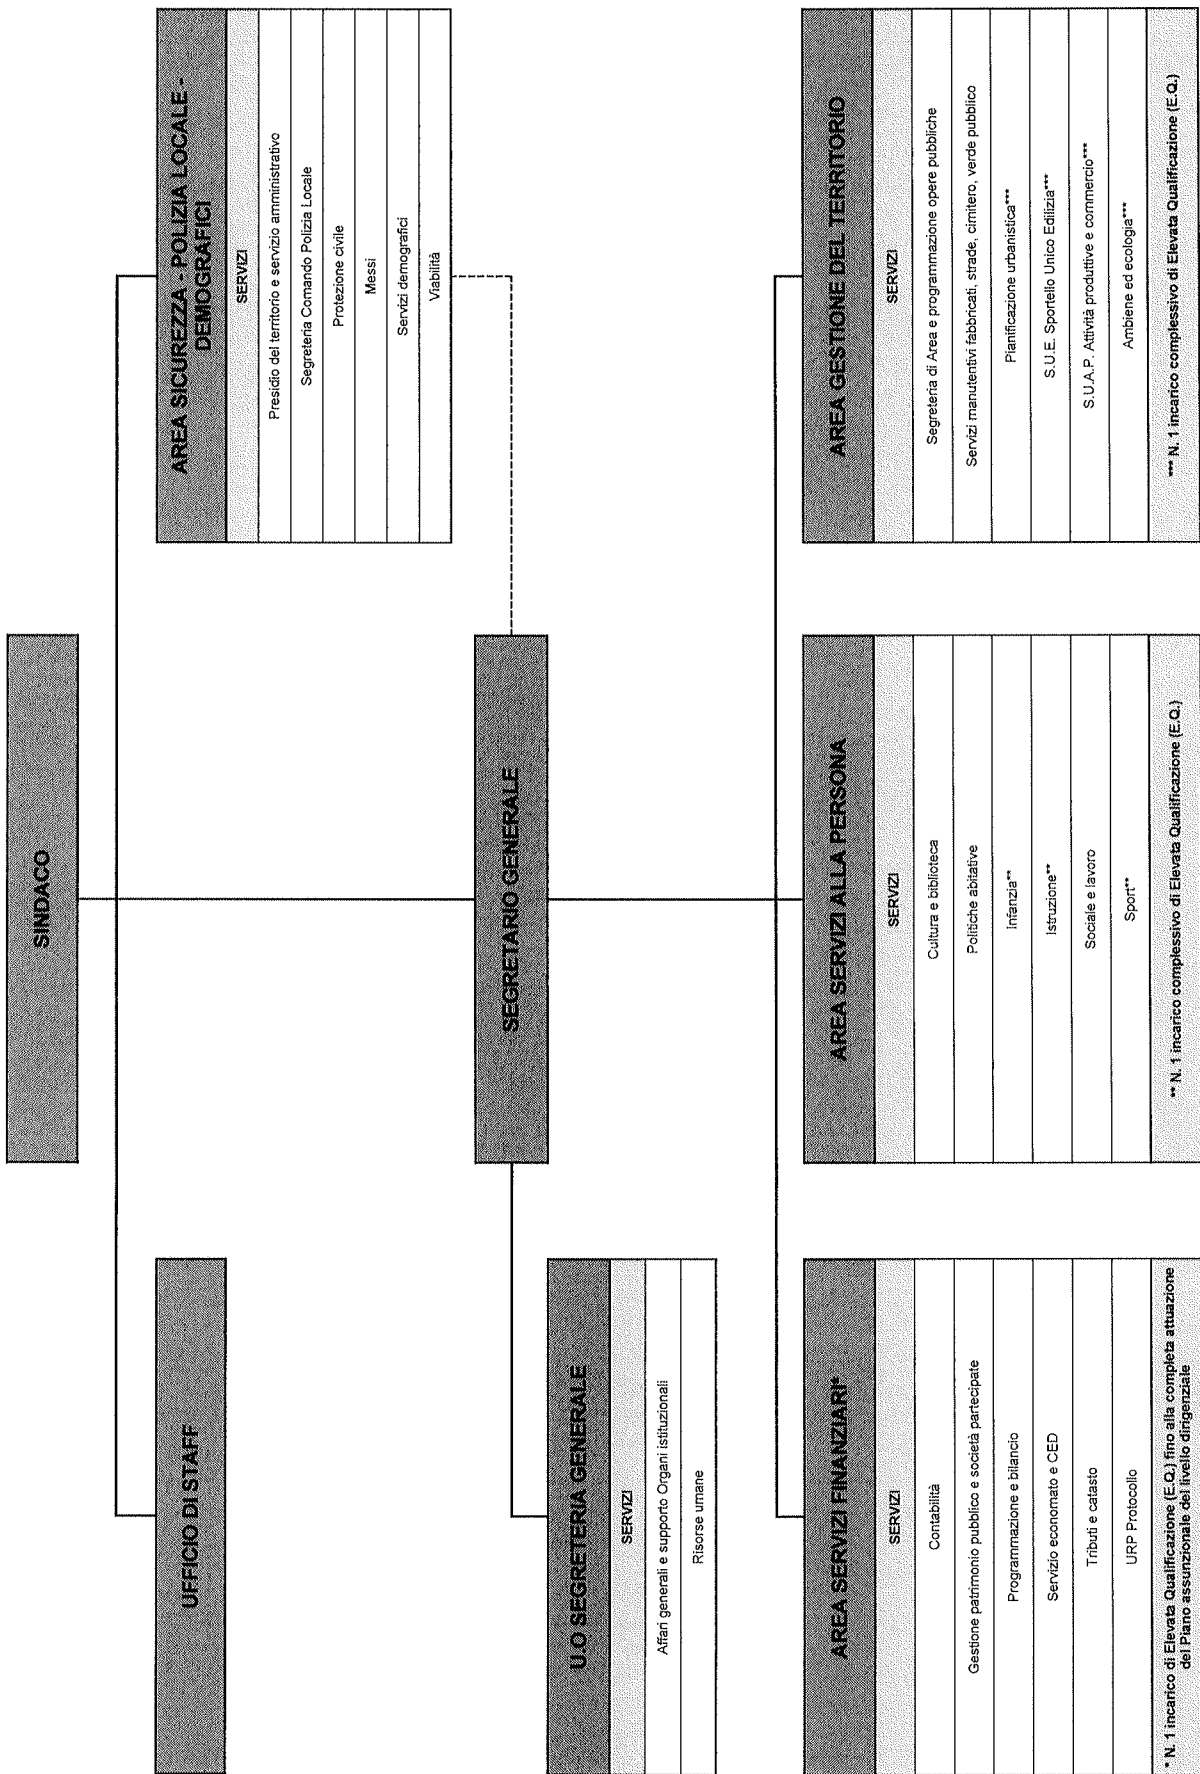 SINDACO
UFFICIO DI STAFF
AREA SICUREZZA - POLIZIA LOCALE -
DEMOGRAFICI
SERVIZI
Presidio del territorio e servizio amministrativo
Segreteria Comando Polizia Locale
Protezione civile
Messi
Servizi demografici
Viabilità
SEGRETARIO GENERALE
U.O SEGRETERIA GENERALE
SERVIZI
Affari generali e supporto Organi istituzionali
Risorse umane
AREA SERVIZI FINANZIARI*
SERVIZI
Contabilità
Gestione patrimonio pubblico e società partecipate
Programmazione e bilancio
Servizio economato e CED
Tributi e catasto
URP Protocollo
* N. 1 incarico di Elevata Qualificazione (E.Q.) fino alla completa attuazione
del Piano assunzionale del livello dirigenziale
AREA SERVIZI ALLA PERSONA
SERVIZI
Cultura e biblioteca
Politiche abitative
Infanzia**
Istruzione**
Sociale e lavoro
Sport**
** N. 1 incarico complessivo di Elevata Qualificazione (E.Q.)
AREA GESTIONE DEL TERRITORIO
SERVIZI
Segreteria di Area e programmazione opere pubbliche
Servizi manutentivi fabbricati, strade, cimitero, verde pubblico
Pianificazione urbanistica***
S.U.E. Sportello Unico Edilizia***
S.U.A.P. Attività produttive e commercio***
Ambiene ed ecologia***
*** N. 1 incarico complessivo di Elevata Qualificazione (E.Q.)